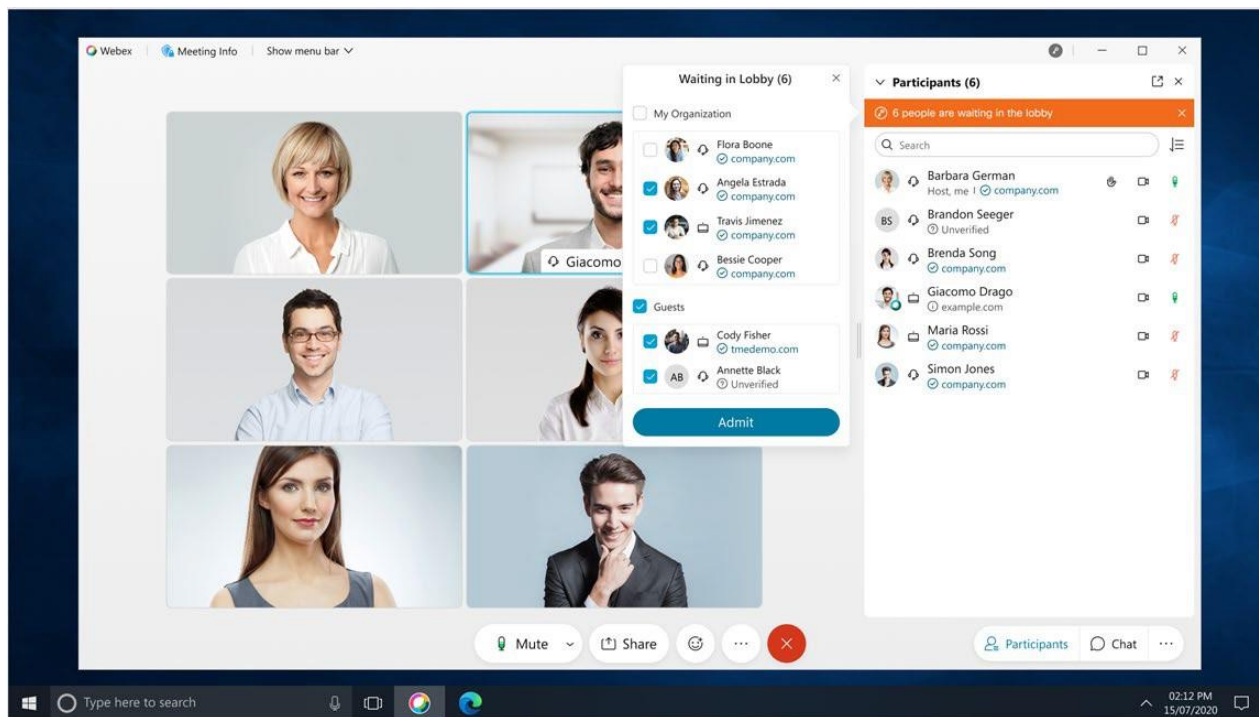 Webex
Meeting Info
Show menu bar
Giacomo
Waiting in Lobby (6)
My Organization
Flora Boone
company.com
Angela Estrada
company.com
Travis Jimenez
company.com
Bessie Cooper
company.com
Guests
Cody Fisher
tmedemo.com
AB
Annette Black
Unverified
Admit
Participants (6)
6 people are waiting in the lobby
Search
Barbara German
Host, me | company.com
BS
Brandon Seeger
Unverified
Brenda Song
company.com
Giacomo Drago
example.com
Maria Rossi
company.com
Simon Jones
company.com
Mute
Share
Participants
Chat
Type here to search
02:12 PM
15/07/2020